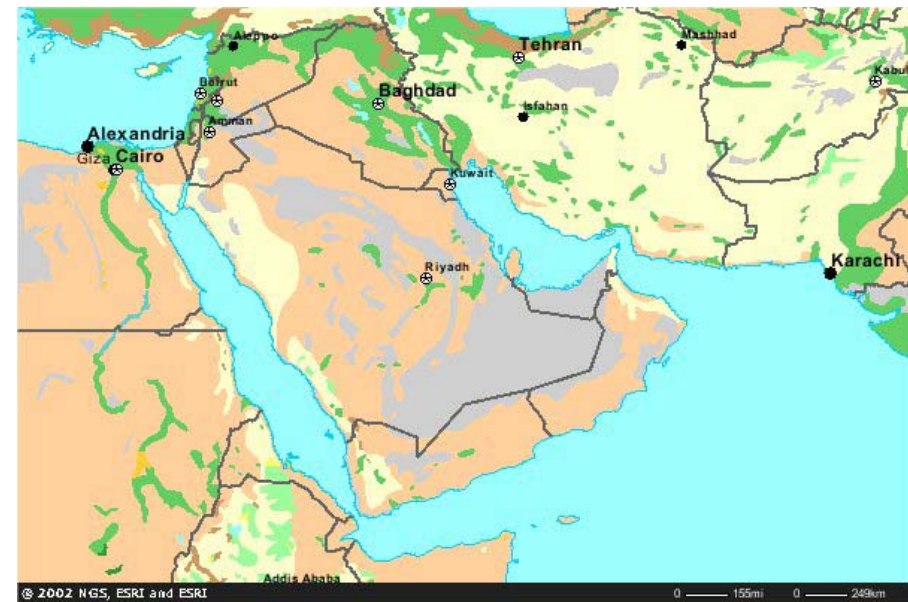 Aleppo
Tehran
Mashhad
Beirut
Baghdad
Kabul
Isfahan
Amman
Alexandria
Giza Cairo
Kuwait
Karachi
Riyadh
Addis Ababa
© 2002 NGS, ESRI and ESRI
0 155mi 0 249km